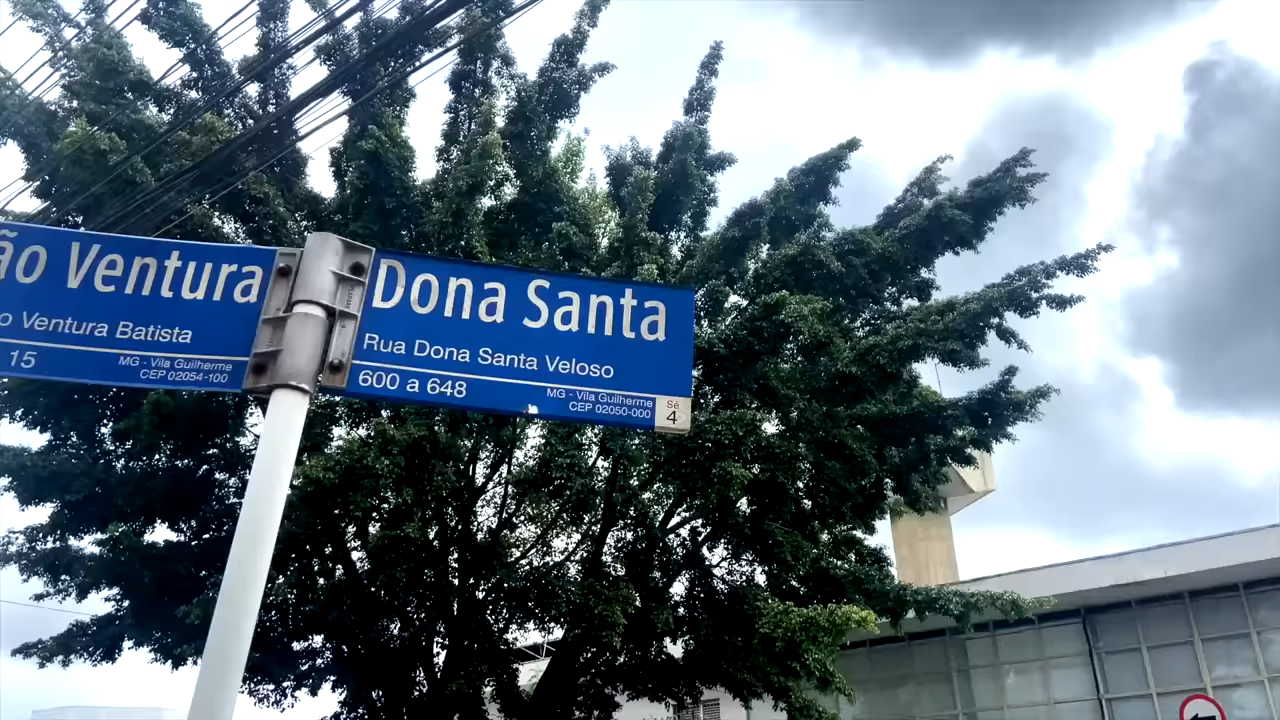 ão Ventura
o Ventura Batista
15
MG - Vila Guilherme
CEP 02054-100
Dona Santa
Rua Dona Santa Veloso
600 a 648
MG - Vila Guilherme
CEP 02050-000
Sé
4